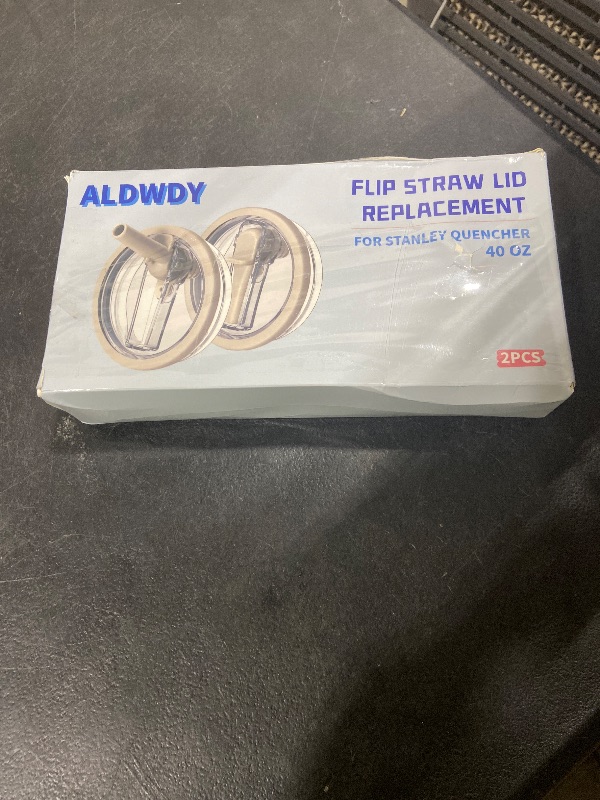 ALDWDY
FLIP STRAW LID
REPLACEMENT
FOR STANLEY QUENCHER
40 OZ
2PCS